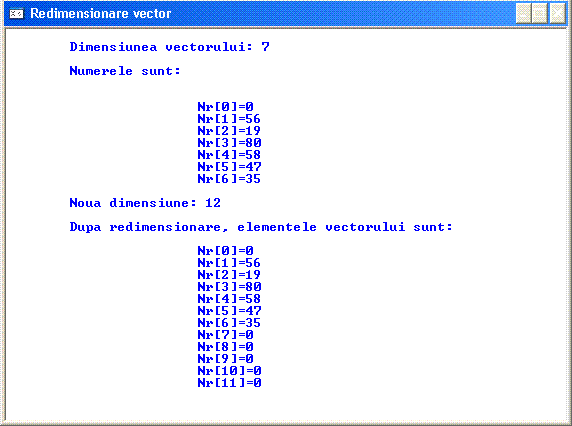 Redimensionare vector
Dimensiunea vectorului: 7
Numerele sunt:
Nr[0]=0
Nr[1]=56
Nr[2]=19
Nr[3]=80
Nr[4]=58
Nr[5]=47
Nr[6]=35
Noua dimensiune: 12
Dupa redimensionare, elementele vectorului sunt:
Nr[0]=0
Nr[1]=56
Nr[2]=19
Nr[3]=80
Nr[4]=58
Nr[5]=47
Nr[6]=35
Nr[7]=0
Nr[8]=0
Nr[9]=0
Nr[10]=0
Nr[11]=0